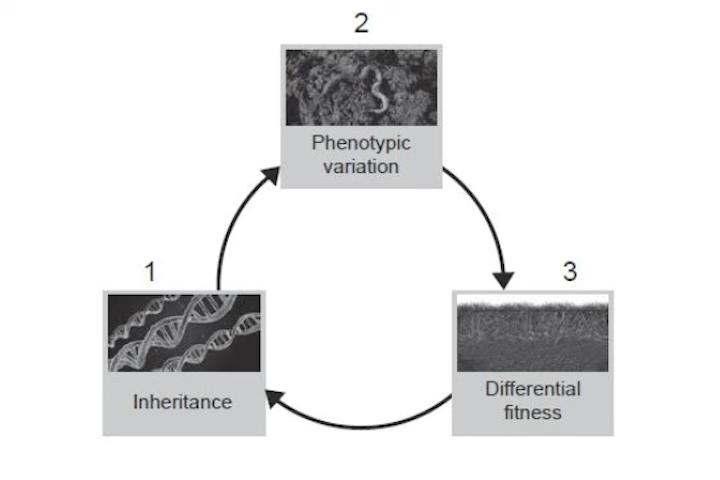 2
Phenotypic
variation
1
3
Inheritance
Differential
fitness